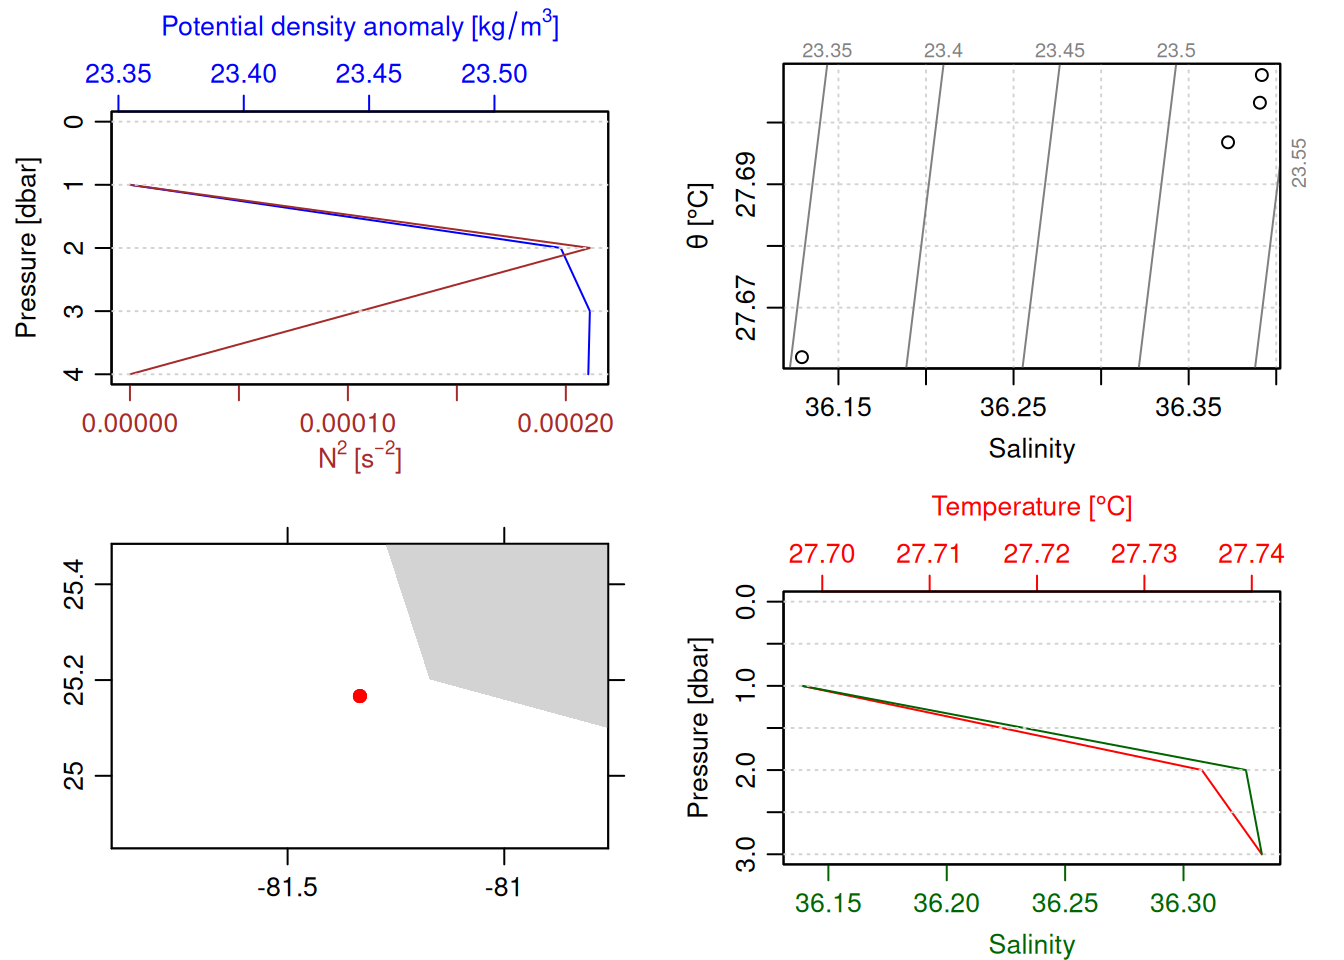 Potential density anomaly [kg/m³]
23.35 23.40 23.45 23.50
Pressure [dbar]
0
1
2
3
4
0.00000 0.00010 0.00020
N² [s⁻²]
23.35 23.4 23.45 23.5
23.55
θ [°C]
27.69
27.67
36.15 36.25 36.35
Salinity
25.4
25.2
25
-81.5 -81
Temperature [°C]
27.70 27.71 27.72 27.73 27.74
Pressure [dbar]
0.0
1.0
2.0
3.0
36.15 36.20 36.25 36.30
Salinity